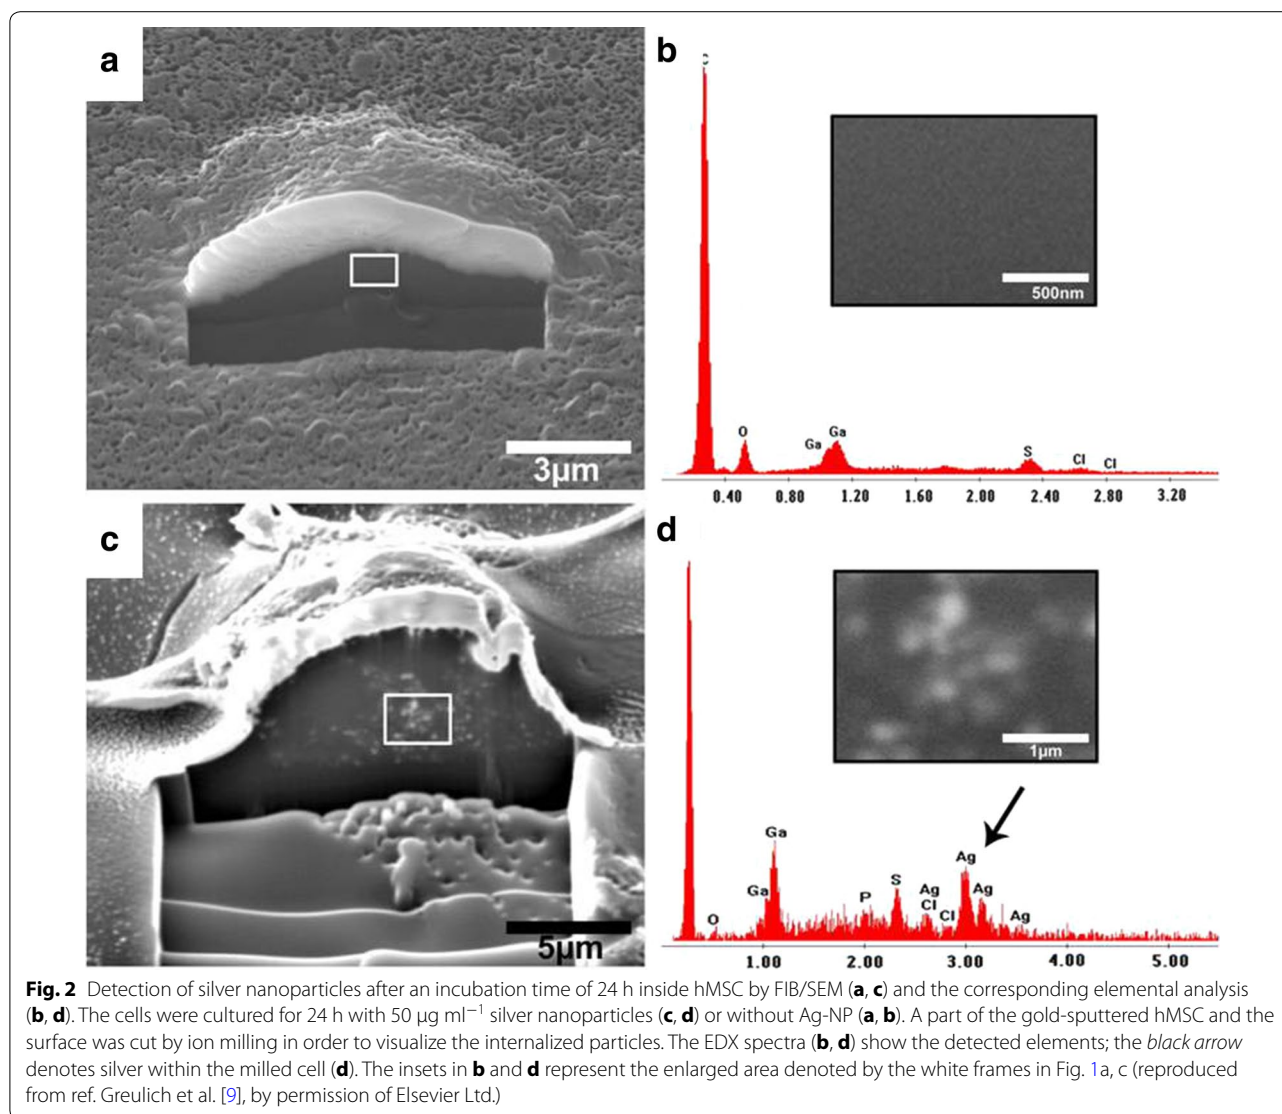 a
3µm
b
C
500nm
O
Ga
Ga
S
Cl
Cl
0.40 0.80 1.20 1.60 2.00 2.40 2.80 3.20
c
5µm
d
1µm
Ga
Ga
O
P
S
Ag
Cl
Cl
Ag
Ag
Ag
1.00 2.00 3.00 4.00 5.00
Fig. 2 Detection of silver nanoparticles after an incubation time of 24 h inside hMSC by FIB/SEM (a, c) and the corresponding elemental analysis
(b, d). The cells were cultured for 24 h with 50 µg ml⁻¹ silver nanoparticles (c, d) or without Ag-NP (a, b). A part of the gold-sputtered hMSC and the
surface was cut by ion milling in order to visualize the internalized particles. The EDX spectra (b, d) show the detected elements; the black arrow
denotes silver within the milled cell (d). The insets in b and d represent the enlarged area denoted by the white frames in Fig. 1a, c (reproduced
from ref. Greulich et al. [9], by permission of Elsevier Ltd.)